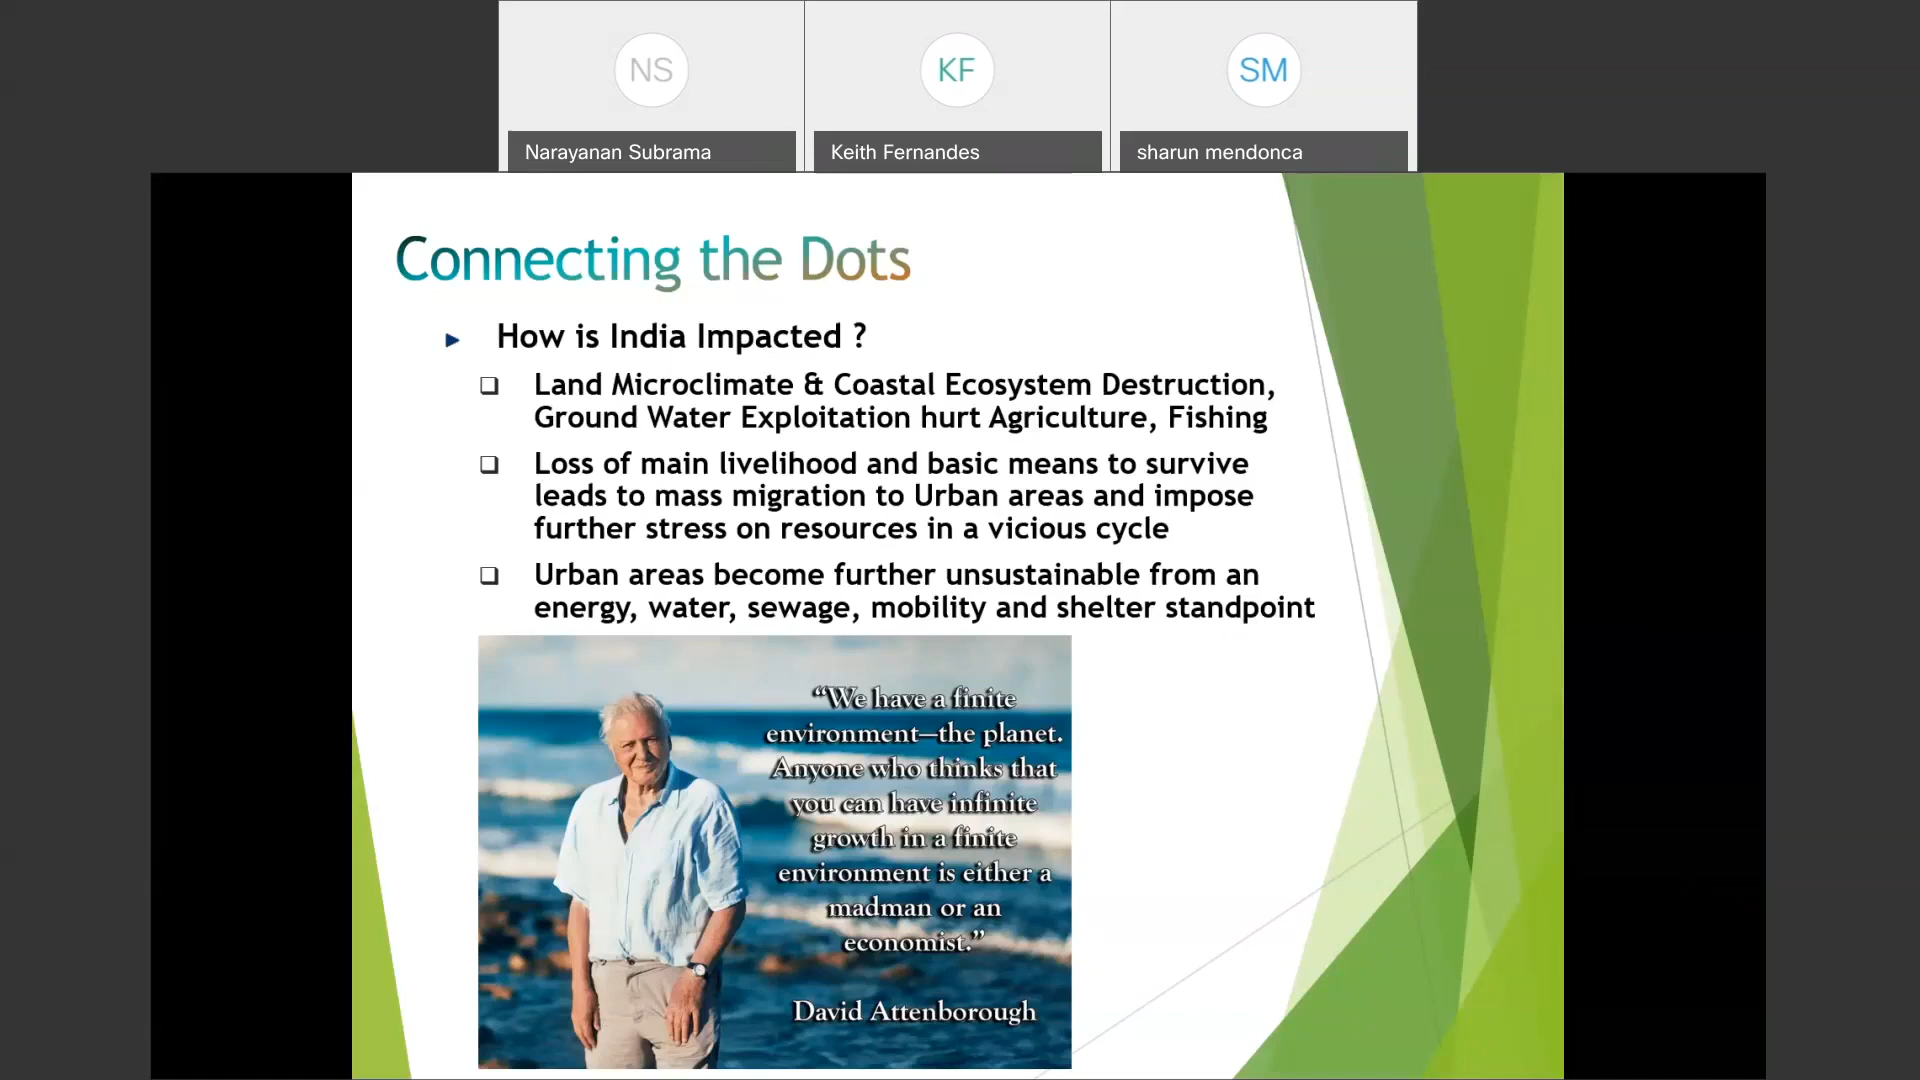 NS
KF
SM
Narayanan Subrama
Keith Fernandes
sharun mendonca
Connecting the Dots
How is India Impacted ?
Land Microclimate & Coastal Ecosystem Destruction,
Ground Water Exploitation hurt Agriculture, Fishing
Loss of main livelihood and basic means to survive
leads to mass migration to Urban areas and impose
further stress on resources in a vicious cycle
Urban areas become further unsustainable from an
energy, water, sewage, mobility and shelter standpoint
“We have a finite
environment—the planet.
Anyone who thinks that
you can have infinite
growth in a finite
environment is either a
madman or an
economist.”
David Attenborough